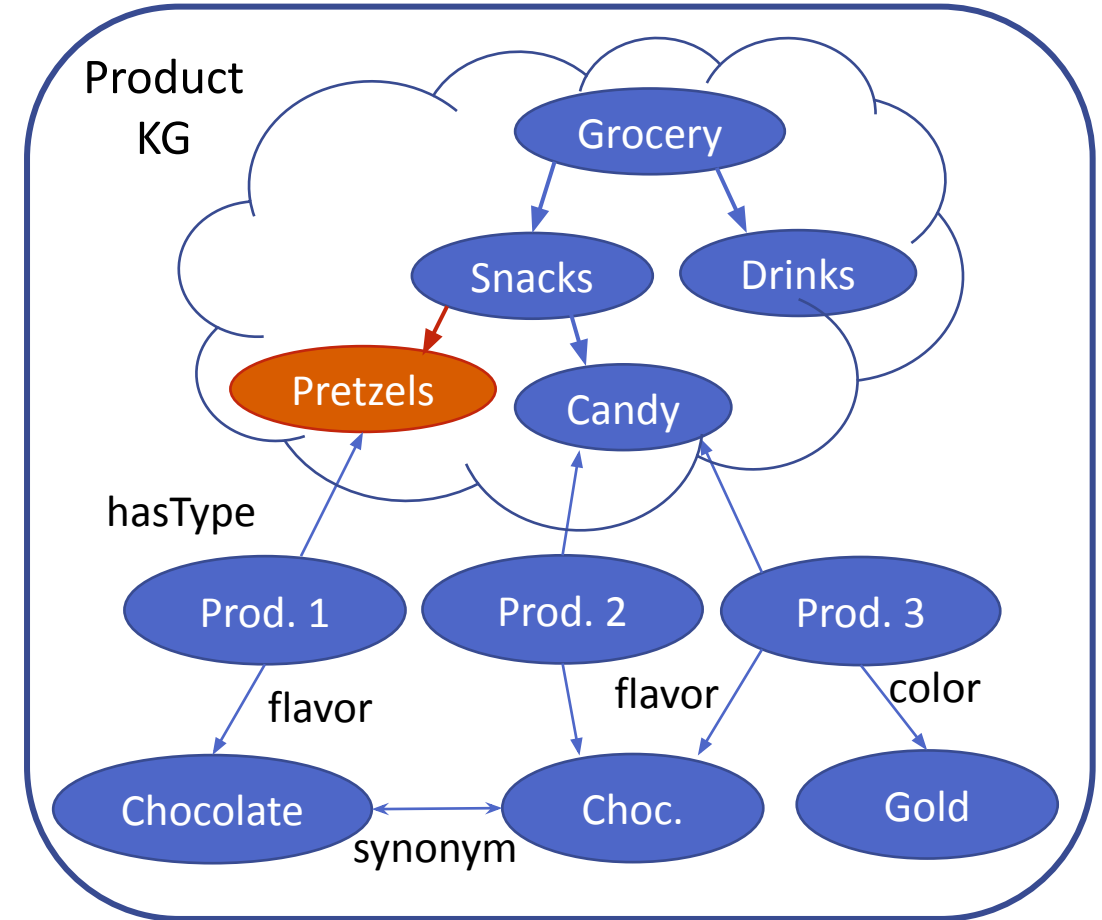 Product
KG
Grocery
Snacks
Drinks
Pretzels
Candy
hasType
Prod. 1
Prod. 2
Prod. 3
flavor
flavor
color
Chocolate
synonym
Choc.
Gold